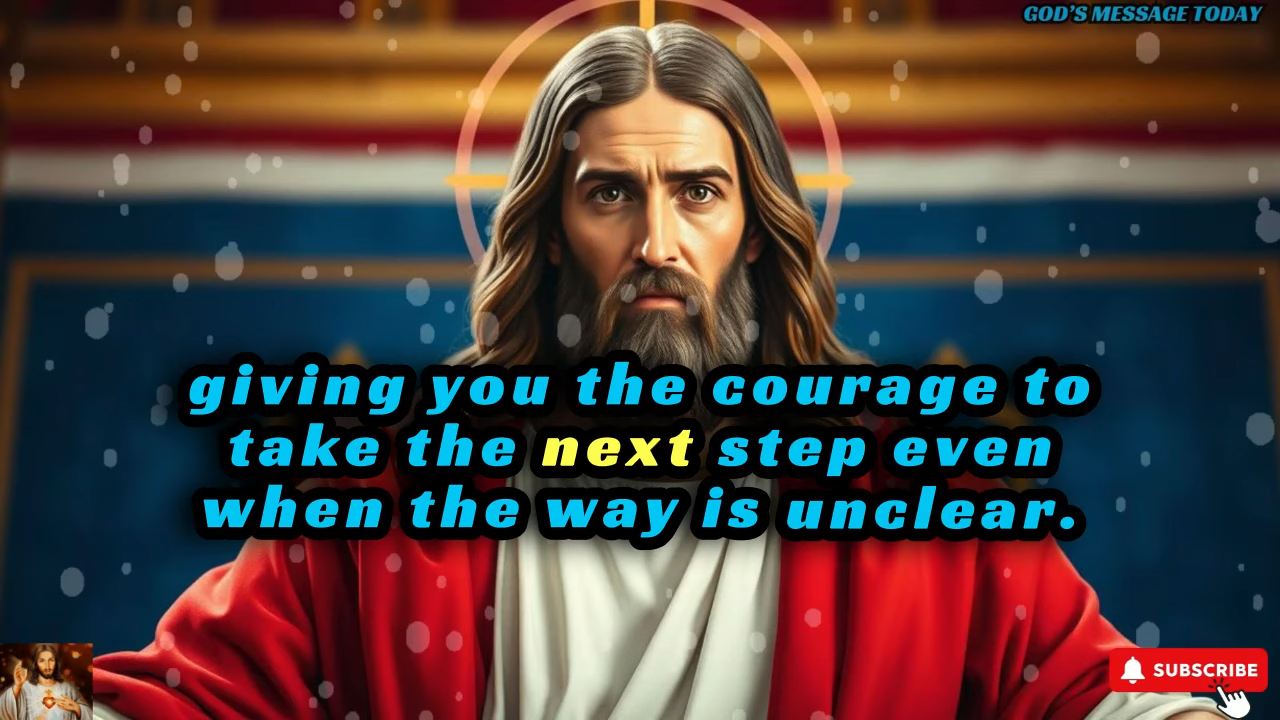 GOD'S MESSAGE TODAY
giving you the courage to
take the next step even
when the way is unclear.
SUBSCRIBE